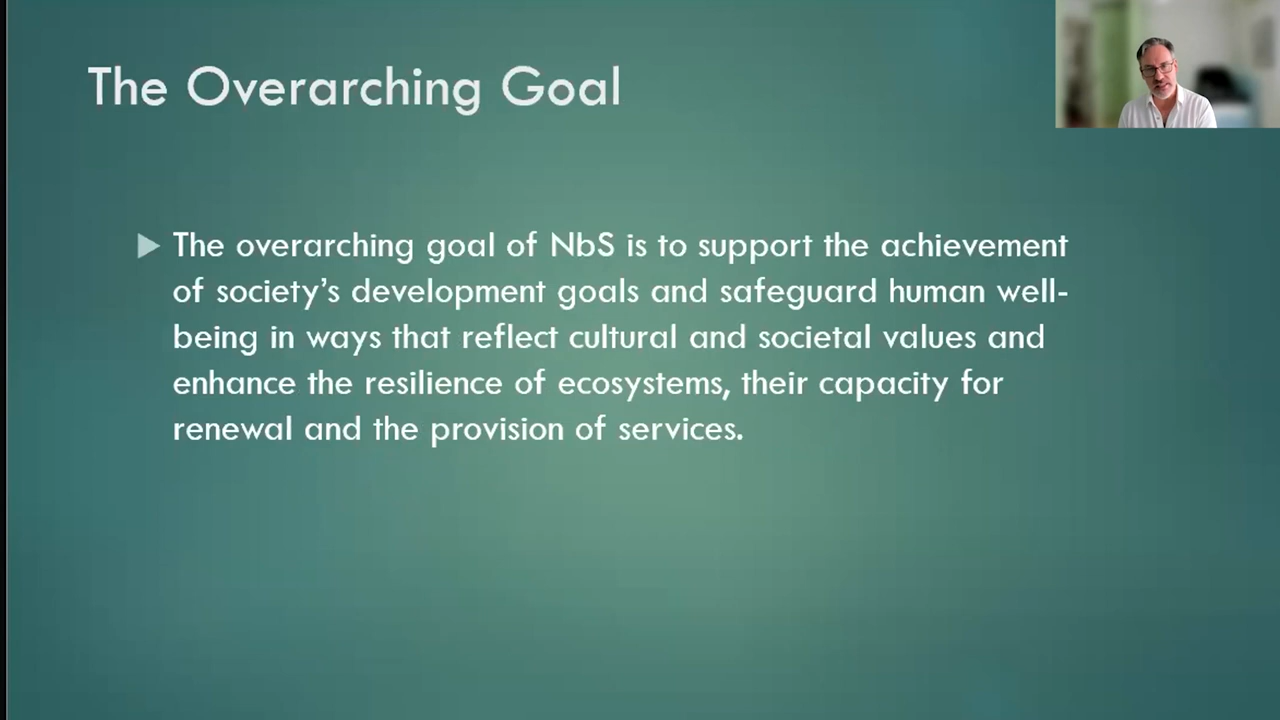 The Overarching Goal
The overarching goal of NbS is to support the achievement
of society’s development goals and safeguard human well-
being in ways that reflect cultural and societal values and
enhance the resilience of ecosystems, their capacity for
renewal and the provision of services.